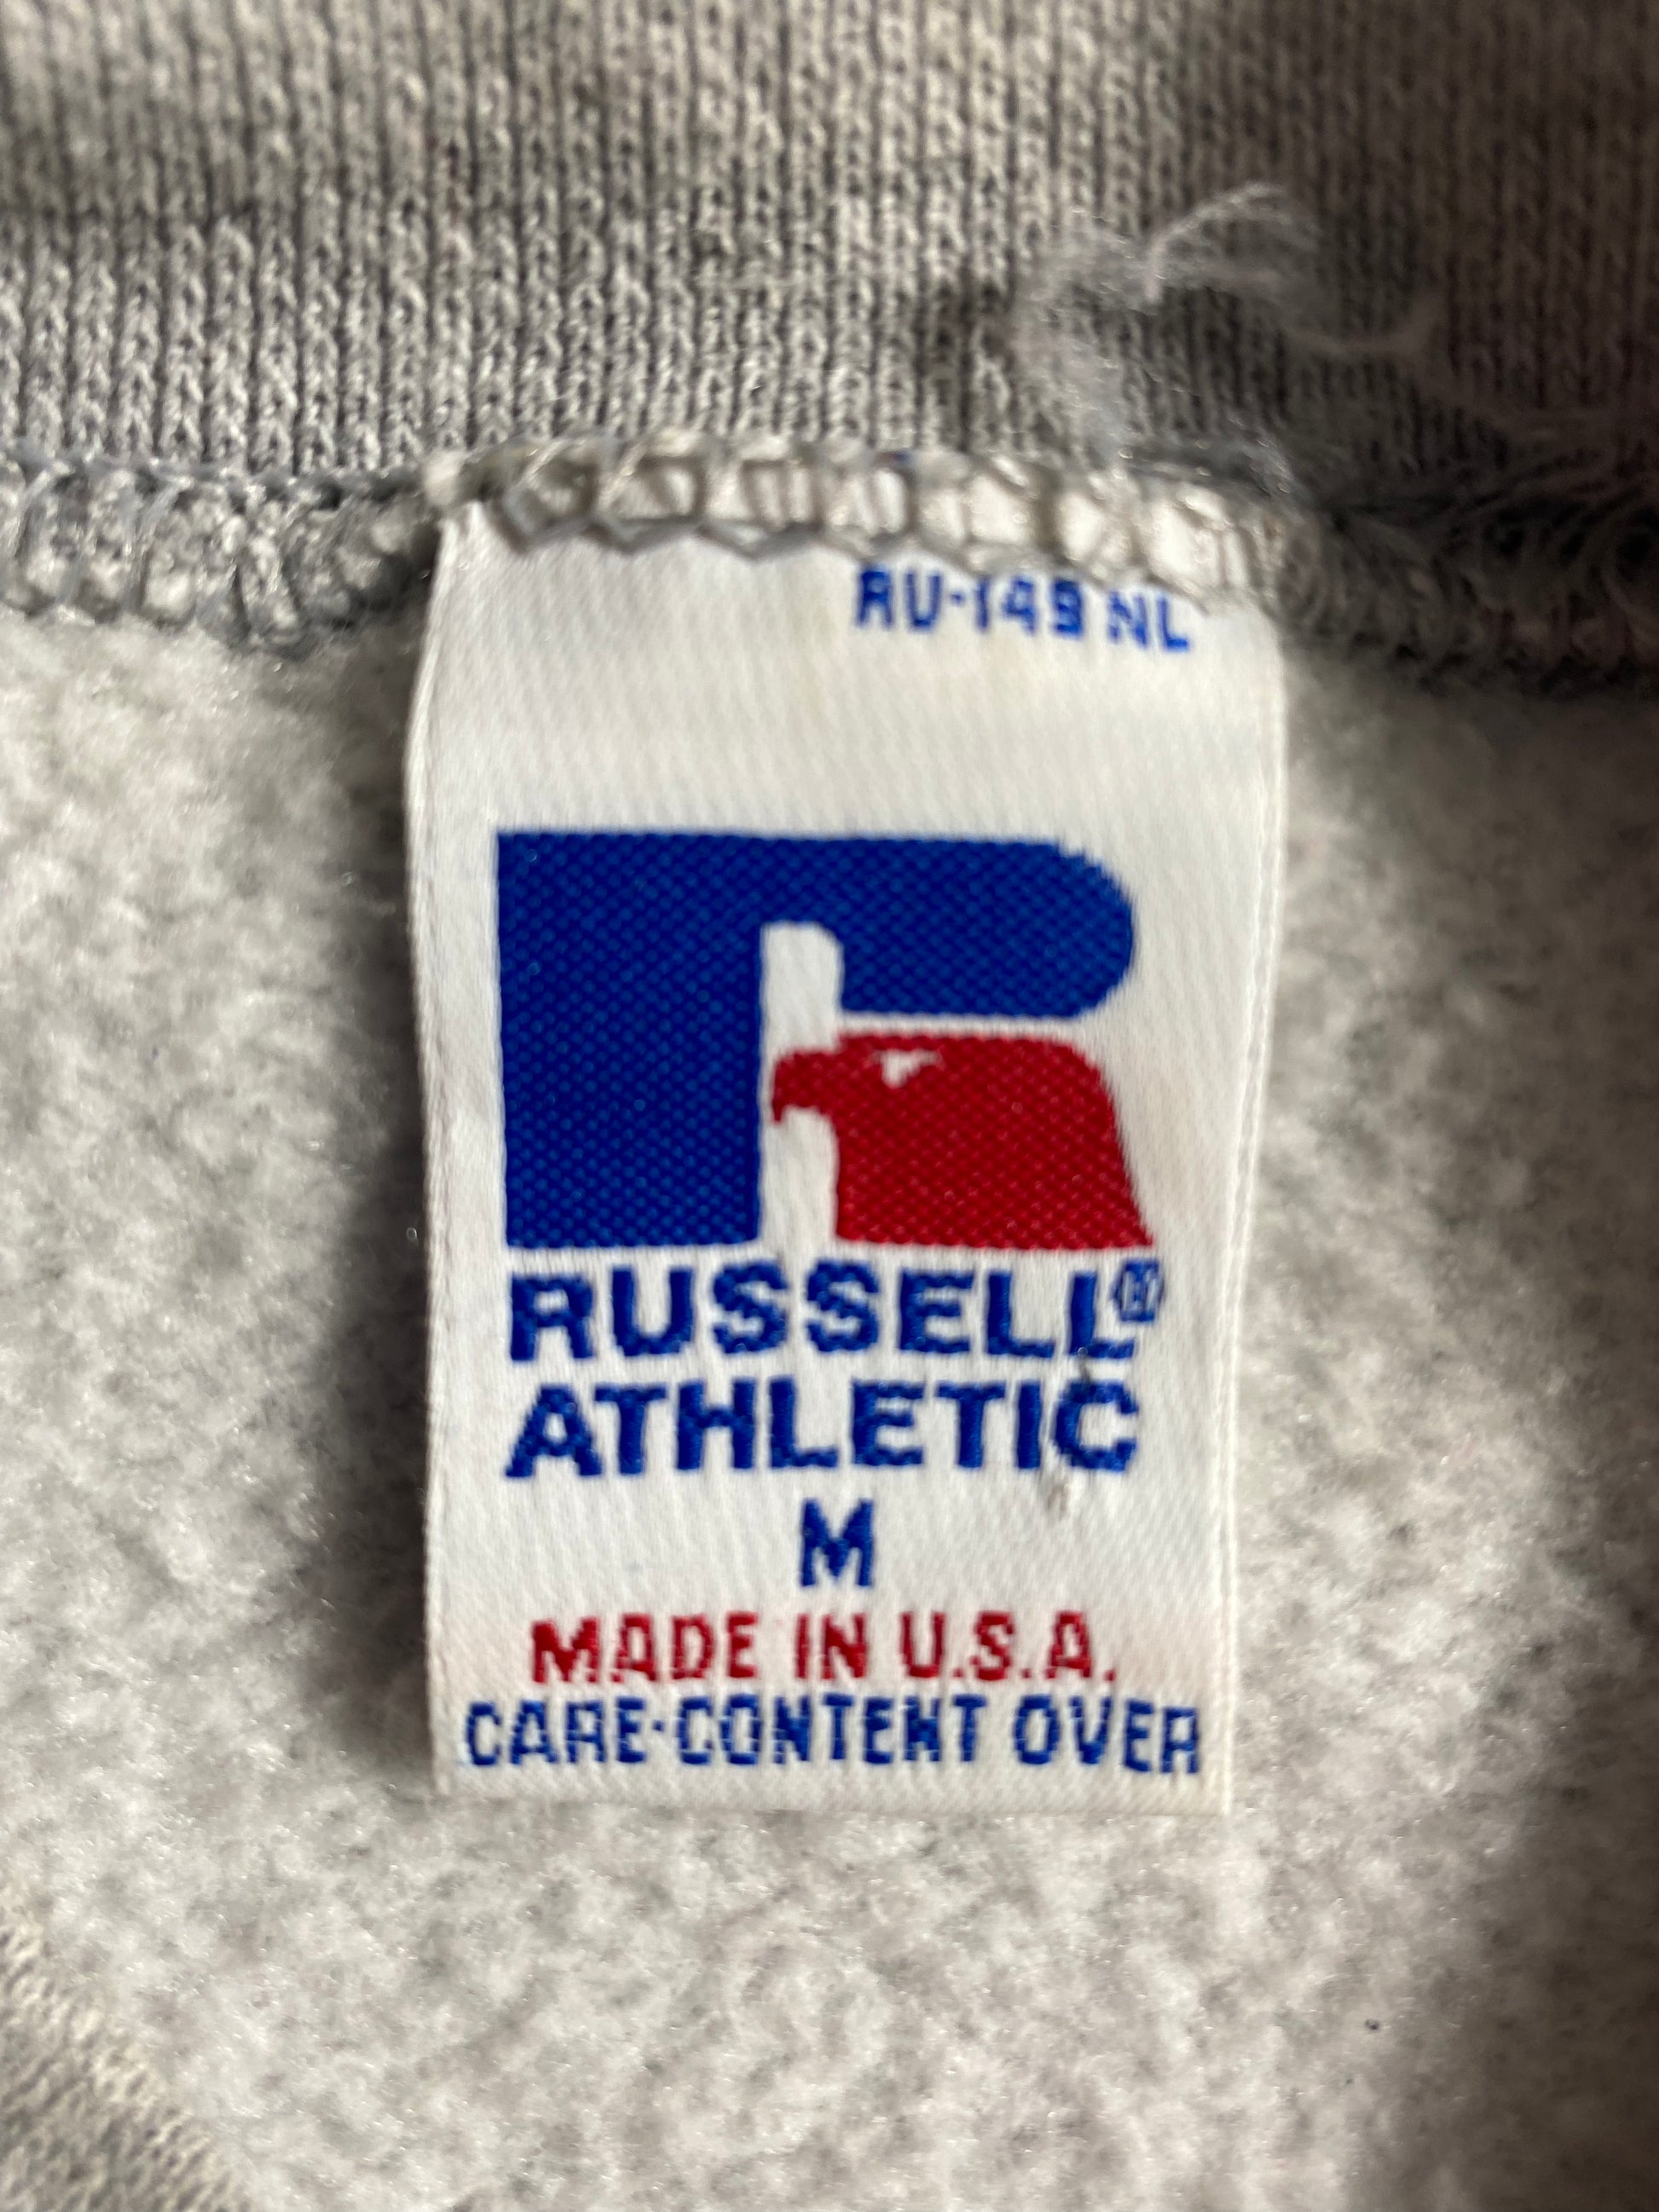 RU-149 NL
RUSSELL®
ATHLETIC
M
MADE IN U.S.A.
CARE·CONTENT OVER